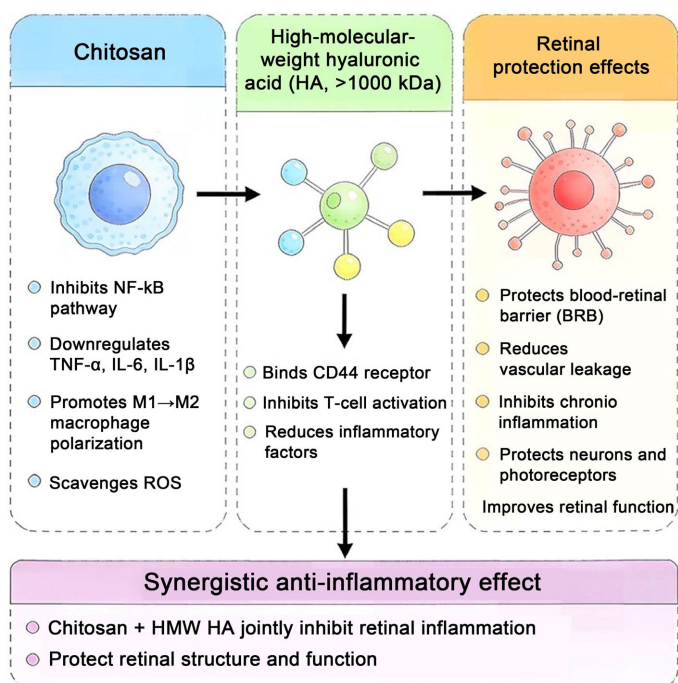 Chitosan
Inhibits NF-kB
pathway
Downregulates
TNF-α, IL-6, IL-1β
Promotes M1→M2
macrophage
polarization
Scavenges ROS
High-molecular-
weight hyaluronic
acid (HA, >1000 kDa)
Binds CD44 receptor
Inhibits T-cell activation
Reduces inflammatory
factors
Retinal
protection effects
Protects blood-retinal
barrier (BRB)
Reduces
vascular leakage
Inhibits chronio
inflammation
Protects neurons and
photoreceptors
Improves retinal function
Synergistic anti-inflammatory effect
Chitosan + HMW HA jointly inhibit retinal inflammation
Protect retinal structure and function